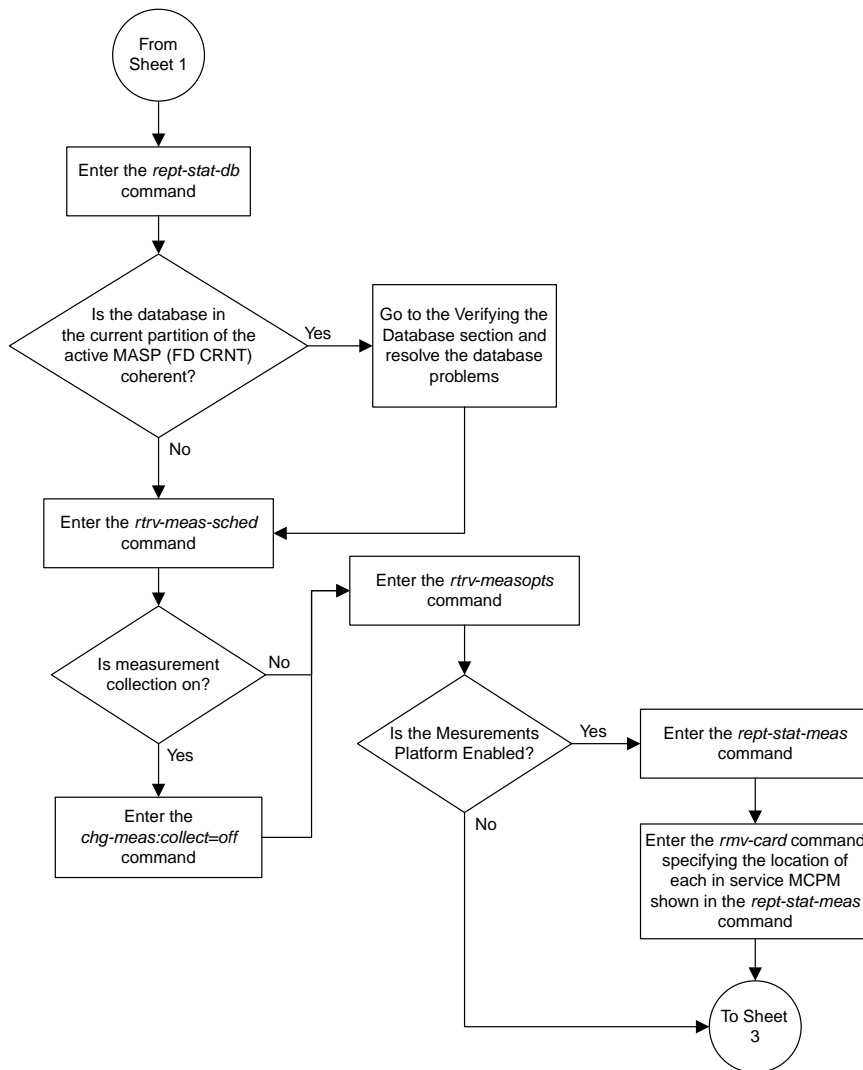 From
Sheet 1
Enter the rept-stat-db
command
Is the database in
the current partition of the
active MASP (FD CRNT)
coherent?
Yes
Go to the Verifying the
Database section and
resolve the database
problems
No
Enter the rtrv-meas-sched
command
Is measurement
collection on?
No
Yes
Enter the
chg-meas:collect=off
command
Enter the rtrv-measopts
command
Is the Mesurements
Platform Enabled?
Yes
No
Enter the rept-stat-meas
command
Enter the rmv-card command
specifying the location of
each in service MCPM
shown in the rept-stat-meas
command
To Sheet
3